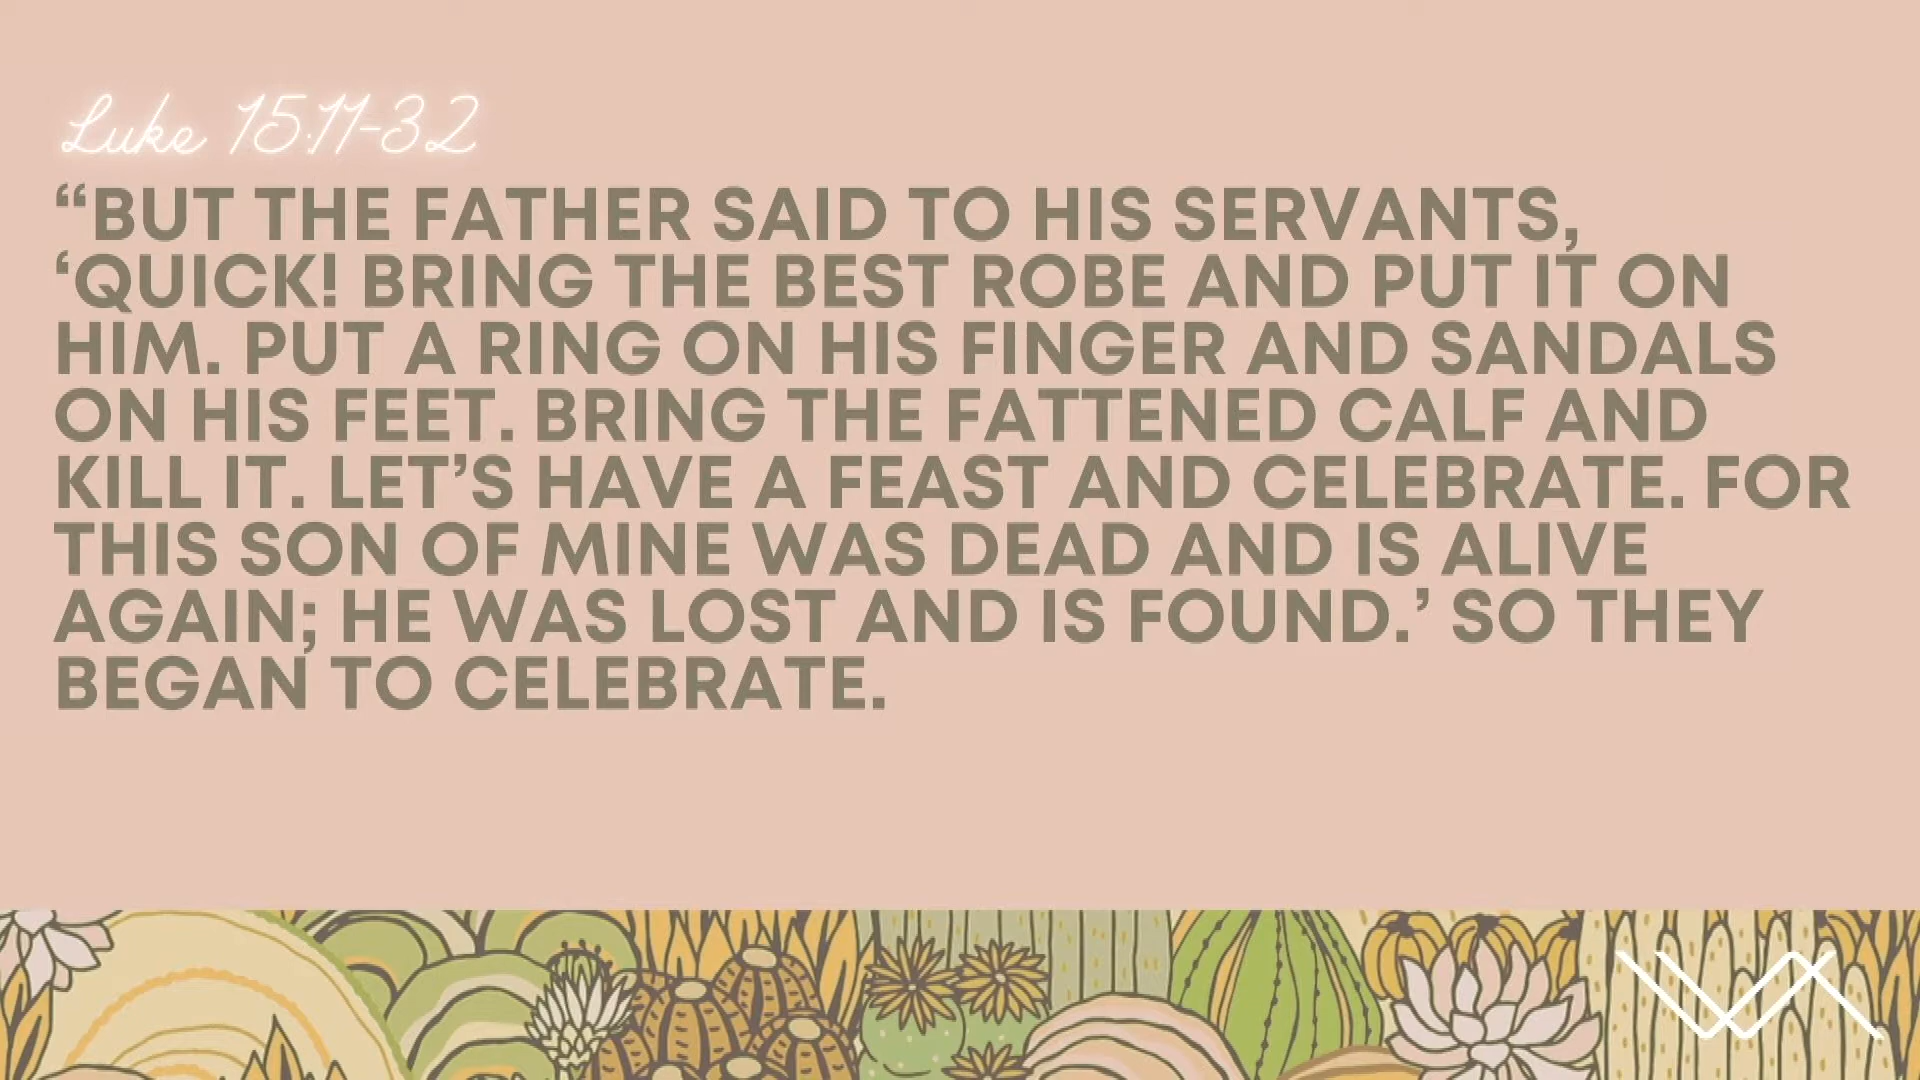 Luke 15:11-32
“BUT THE FATHER SAID TO HIS SERVANTS,
‘QUICK! BRING THE BEST ROBE AND PUT IT ON
HIM. PUT A RING ON HIS FINGER AND SANDALS
ON HIS FEET. BRING THE FATTENED CALF AND
KILL IT. LET’S HAVE A FEAST AND CELEBRATE. FOR
THIS SON OF MINE WAS DEAD AND IS ALIVE
AGAIN; HE WAS LOST AND IS FOUND.’ SO THEY
BEGAN TO CELEBRATE.